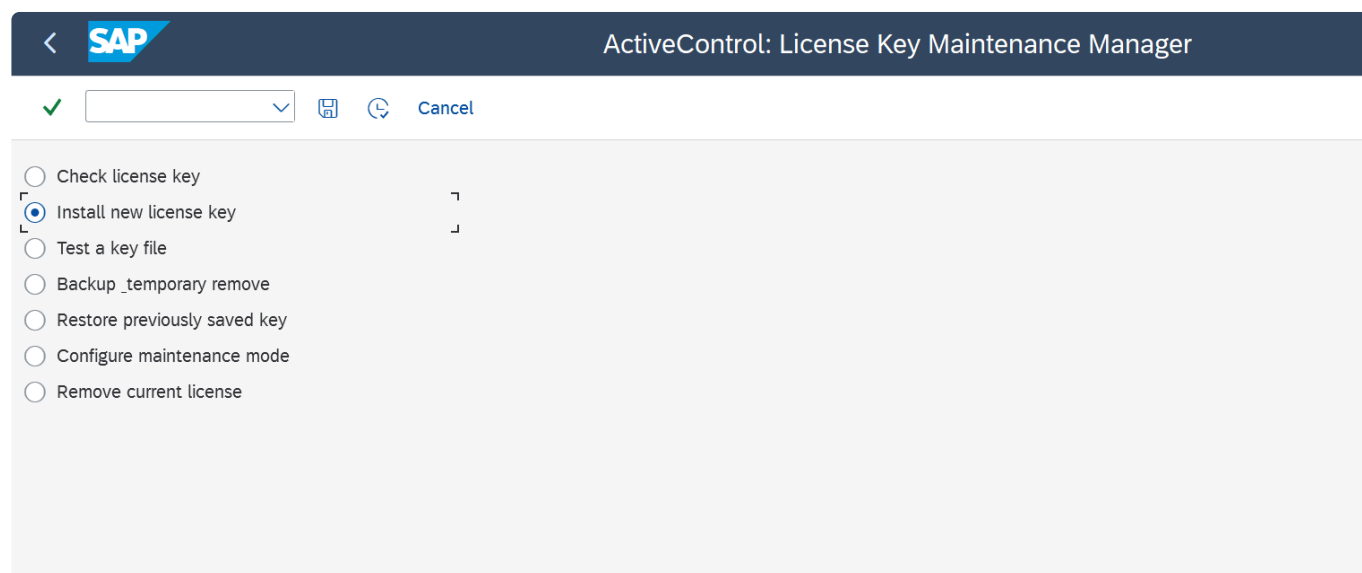 SAP ActiveControl: License Key Maintenance Manager
Cancel
Check license key
Install new license key
Test a key file
Backup _temporary remove
Restore previously saved key
Configure maintenance mode
Remove current license